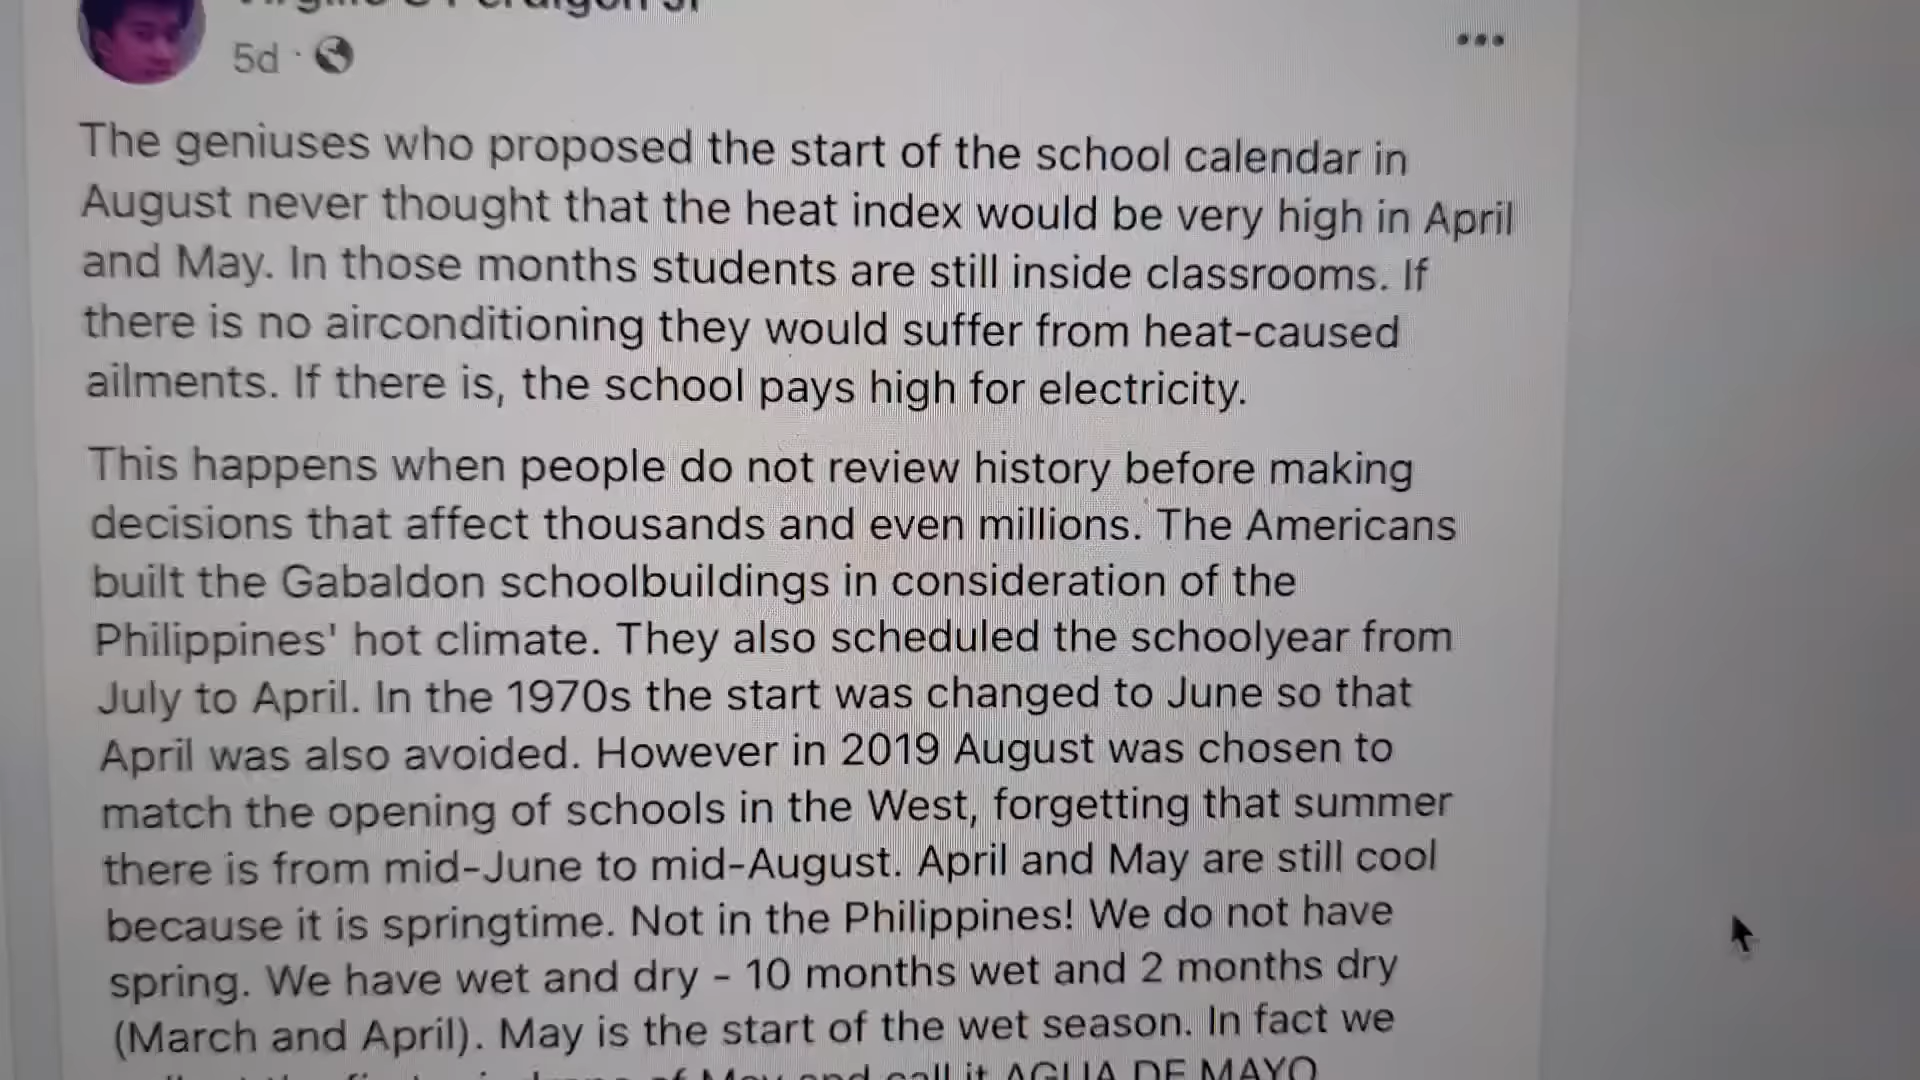 5d ·
The geniuses who proposed the start of the school calendar in
August never thought that the heat index would be very high in April
and May. In those months students are still inside classrooms. If
there is no airconditioning they would suffer from heat-caused
ailments. If there is, the school pays high for electricity.
This happens when people do not review history before making
decisions that affect thousands and even millions. The Americans
built the Gabaldon schoolbuildings in consideration of the
Philippines' hot climate. They also scheduled the schoolyear from
July to April. In the 1970s the start was changed to June so that
April was also avoided. However in 2019 August was chosen to
match the opening of schools in the West, forgetting that summer
there is from mid-June to mid-August. April and May are still cool
because it is springtime. Not in the Philippines! We do not have
spring. We have wet and dry - 10 months wet and 2 months dry
(March and April). May is the start of the wet season. In fact we
of May and call it AGUA DE MAYO